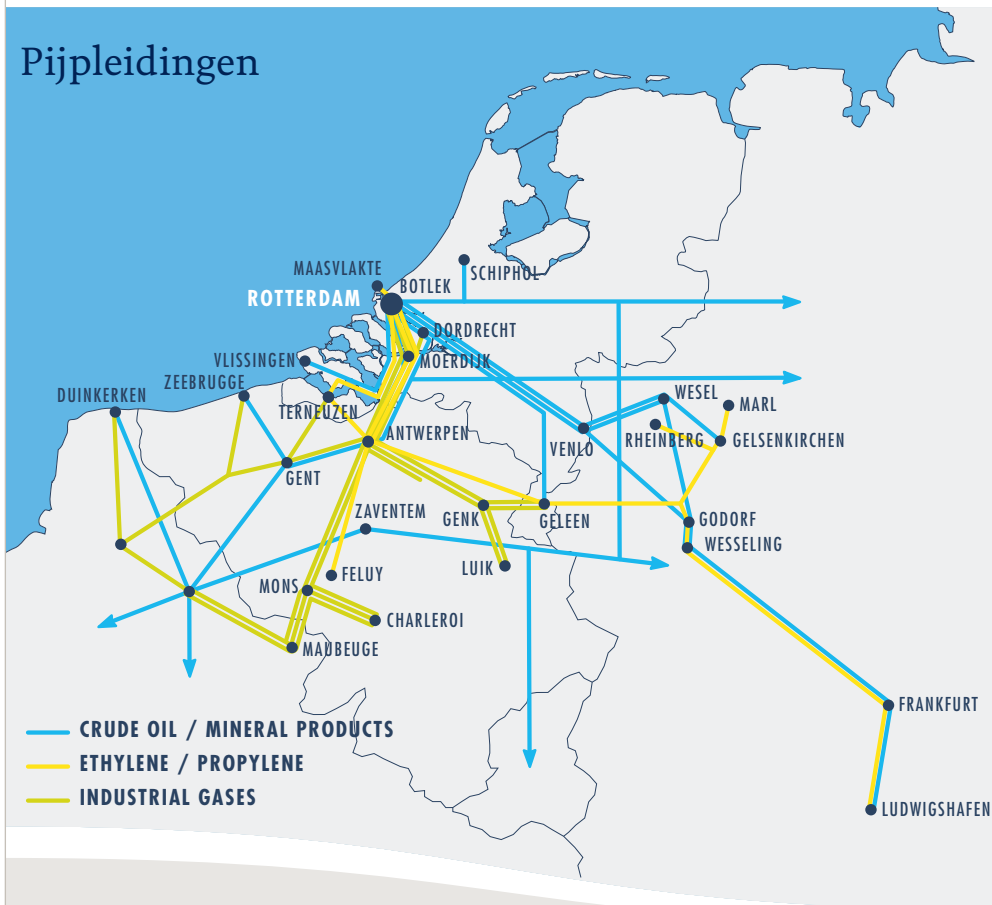 Pijpleidingen
SCHIPHOL
MAASVLAKTE
BOTLEK
ROTTERDAM
DORDRECHT
MOERDIJK
VLISSINGEN
ZEEBRUGGE
DUINKERKEN
TERNEUZEN
WESEL
MARL
RHEINBERG
GELSENKIRCHEN
VENLO
ANTWERPEN
GENT
ZAVENTEM
GENK
GELEEN
GODORF
WESSELING
LUIK
FELUY
MONS
CHARLEROI
MAUBEUGE
FRANKFURT
CRUDE OIL / MINERAL PRODUCTS
ETHYLENE / PROPYLENE
INDUSTRIAL GASES
LUDWIGSHAFEN